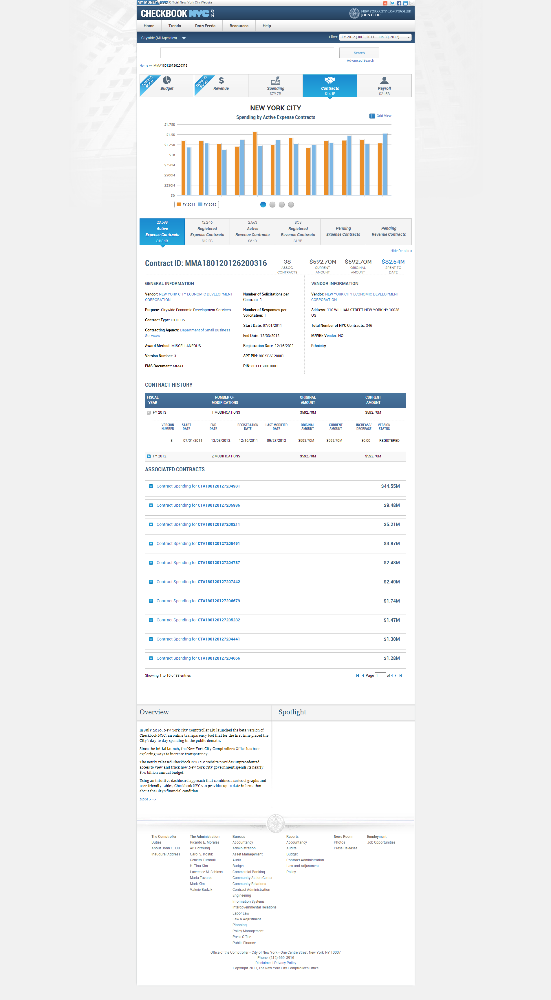 MY MONEY NYC Official New York City Website
CHECKBOOK NYC 2.0
NEW YORK CITY COMPTROLLER
JOHN C. LIU
Home Trends Data Feeds Resources Help
Citywide (All Agencies) Filter: FY 2012 (Jul 1, 2011 - Jun 30, 2012)
Search
Advanced Search
Home >> MMA180120126200316
COMING SOON Budget
COMING SOON Revenue
Spending
$79.7B
Contracts
$14.1B
Payroll
$21.5B
NEW YORK CITY
Spending by Active Expense Contracts
Grid View
$1.75B
$1.5B
$1.25B
$1B
$750M
$500M
$250M
$0
FY 2011 FY 2012
23,598
Active
Expense Contracts
$113.1B
12,246
Registered
Expense Contracts
$12.2B
2,563
Active
Revenue Contracts
$6.1B
803
Registered
Revenue Contracts
$1.9B
Pending
Expense Contracts
Pending
Revenue Contracts
Hide Details «
Contract ID: MMA180120126200316
38
ASSOC.
CONTRACTS
$592.70M
CURRENT
AMOUNT
$592.70M
ORIGINAL
AMOUNT
$82.54M
SPENT TO
DATE
GENERAL INFORMATION
Vendor: NEW YORK CITY ECONOMIC DEVELOPMENT
CORPORATION
Purpose: Citywide Economic Development Services
Contract Type: OTHERS
Contracting Agency: Department of Small Business
Services
Award Method: MISCELLANEOUS
Version Number: 3
FMS Document: MMA1
Number of Solicitations per
Contract: 1
Number of Responses per
Solicitation: 1
Start Date: 07/01/2011
End Date: 12/03/2012
Registration Date: 12/16/2011
APT PIN: 801SBS120001
PIN: 80111S0010001
VENDOR INFORMATION
Vendor: NEW YORK CITY ECONOMIC DEVELOPMENT
CORPORATION
Address: 110 WILLIAM STREET NEW YORK NY 10038
US
Total Number of NYC Contracts: 346
M/WBE Vendor: NO
Ethnicity:
CONTRACT HISTORY
FISCAL NUMBER OF ORIGINAL CURRENT
YEAR MODIFICATIONS AMOUNT AMOUNT
FY 2013 1 MODIFICATIONS $592.70M $592.70M
VERSION START END REGISTRATION LAST MODIFIED ORIGINAL CURRENT INCREASE/ VERSION
NUMBER DATE DATE DATE DATE AMOUNT AMOUNT DECREASE STATUS
3 07/01/2011 12/03/2012 12/16/2011 09/27/2012 $592.70M $592.70M $0.00 REGISTERED
FY 2012 2 MODIFICATIONS $592.70M $592.70M
ASSOCIATED CONTRACTS
Contract Spending for CTA180120127204981 $44.55M
Contract Spending for CTA180120127205986 $9.48M
Contract Spending for CTA180120137200211 $5.21M
Contract Spending for CTA180120127205491 $3.87M
Contract Spending for CTA180120127204787 $2.48M
Contract Spending for CTA180120127207442 $2.40M
Contract Spending for CTA180120127206679 $1.74M
Contract Spending for CTA180120127205282 $1.47M
Contract Spending for CTA180120127204441 $1.30M
Contract Spending for CTA180120127204666 $1.28M
Showing 1 to 10 of 38 entries Page 1 of 4
Overview
In July 2010, New York City Comptroller Liu launched the beta version of
Checkbook NYC, an online transparency tool that for the first time placed the
City's day-to-day spending in the public domain.
Since the initial launch, the New York City Comptroller's Office has been
exploring ways to increase transparency.
The newly released Checkbook NYC 2.0 website provides unprecedented
access to view and track how New York City government spends its nearly
$70 billion annual budget.
Using an intuitive dashboard approach that combines a series of graphs and
user-friendly tables, Checkbook NYC 2.0 provides up-to-date information
about the City's financial condition.
More >>>
Spotlight
The Comptroller
Duties
About John C. Liu
Inaugural Address
The Administration
Ricardo E. Morales
Ari Hoffnung
Carol S. Kostik
Geneith Turnbull
H. Tina Kim
Lawrence M. Schloss
Maria Tavares
Mark Kim
Valerie Budzik
Bureaus
Accountancy
Administration
Asset Management
Audit
Budget
Commercial Banking
Community Action Center
Community Relations
Contract Administration
Engineering
Information Systems
Intergovernmental Relations
Labor Law
Law & Adjustment
Planning
Policy Management
Press Office
Public Finance
Reports
Accountancy
Audits
Budget
Contract Administration
Law and Adjustment
Policy
News Room
Photos
Press Releases
Employment
Job Opportunities
Office of the Comptroller - City of New York - One Centre Street, New York, NY 10007
Phone: (212) 669-3916
Disclaimer | Privacy Policy
Copyright 2013, The New York City Comptroller's Office